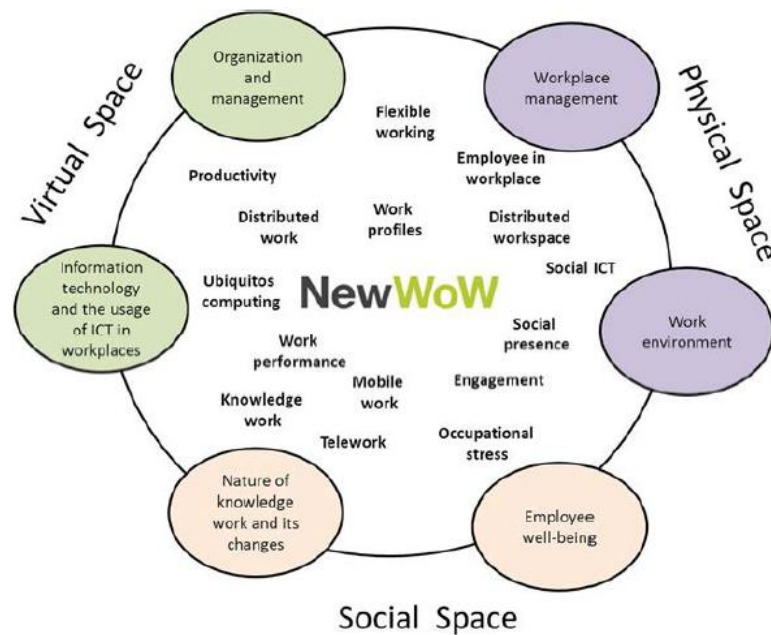 Organization
and
management
Workplace
management
Virtual Space
Physical Space
Flexible
working
Employee in
workplace
Productivity
Distributed
work
Work
profiles
Distributed
workspace
Social ICT
Information
technology
and the usage
of ICT in
workplaces
Ubiquitos
computing
NewWoW
Social
presence
Work
environment
Work
performance
Mobile
work
Engagement
Knowledge
work
Telework
Occupational
stress
Nature of
knowledge
work and its
changes
Employee
well-being
Social Space